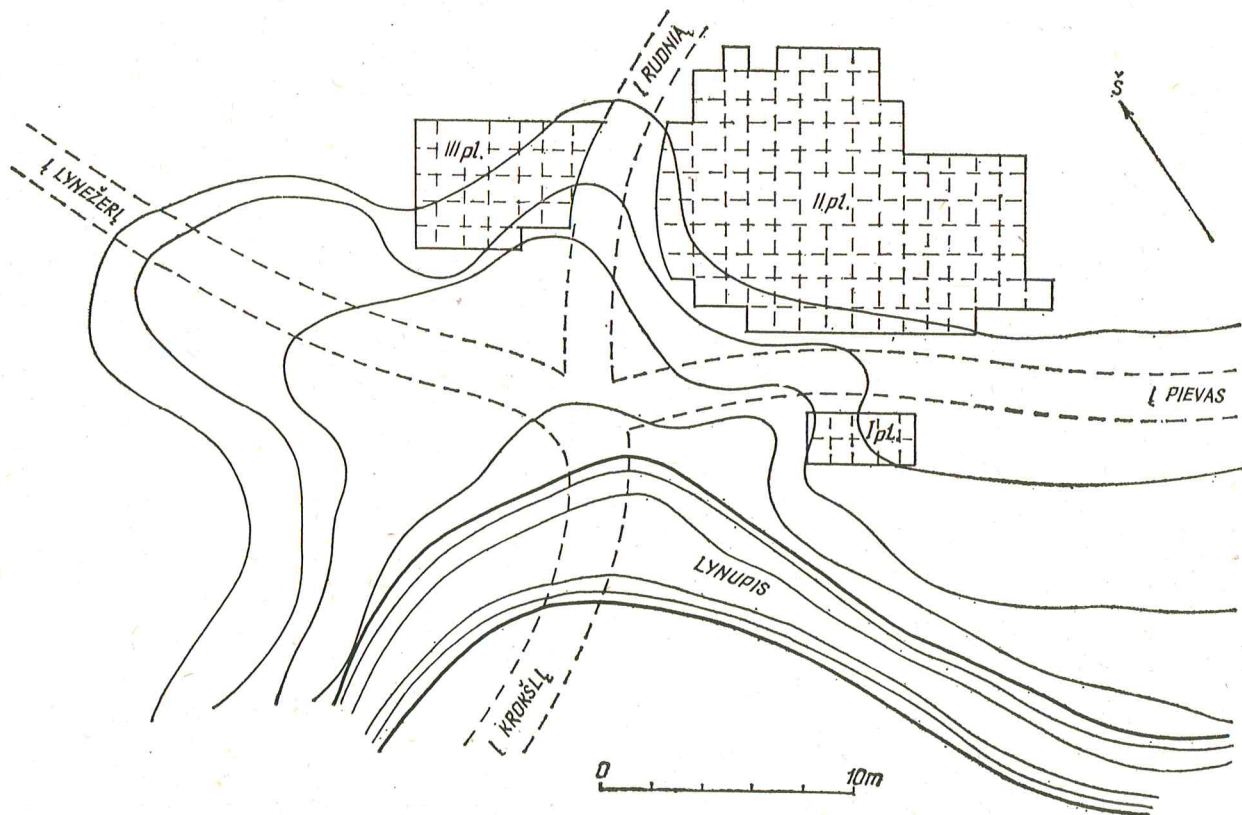 Į RUDNIĄ
Š
III pl.
Į LYNEŽERĮ
II pl.
Į PIEVAS
I pl.
LYNUPIS
Į KROKŠLĮ
0 10m